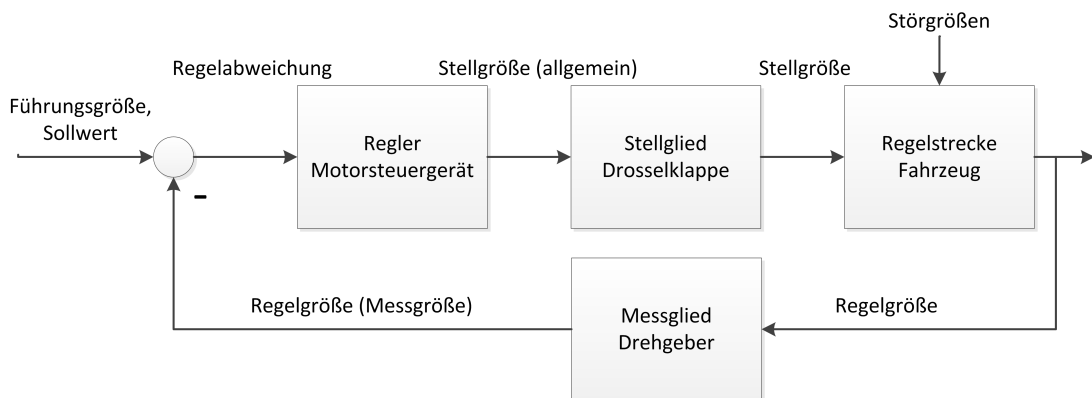 Störgrößen
Regelabweichung
Stellgröße (allgemein)
Stellgröße
Führungsgröße,
Sollwert
Regler
Motorsteuergerät
Stellglied
Drosselklappe
Regelstrecke
Fahrzeug
-
Regelgröße (Messgröße)
Messglied
Drehgeber
Regelgröße